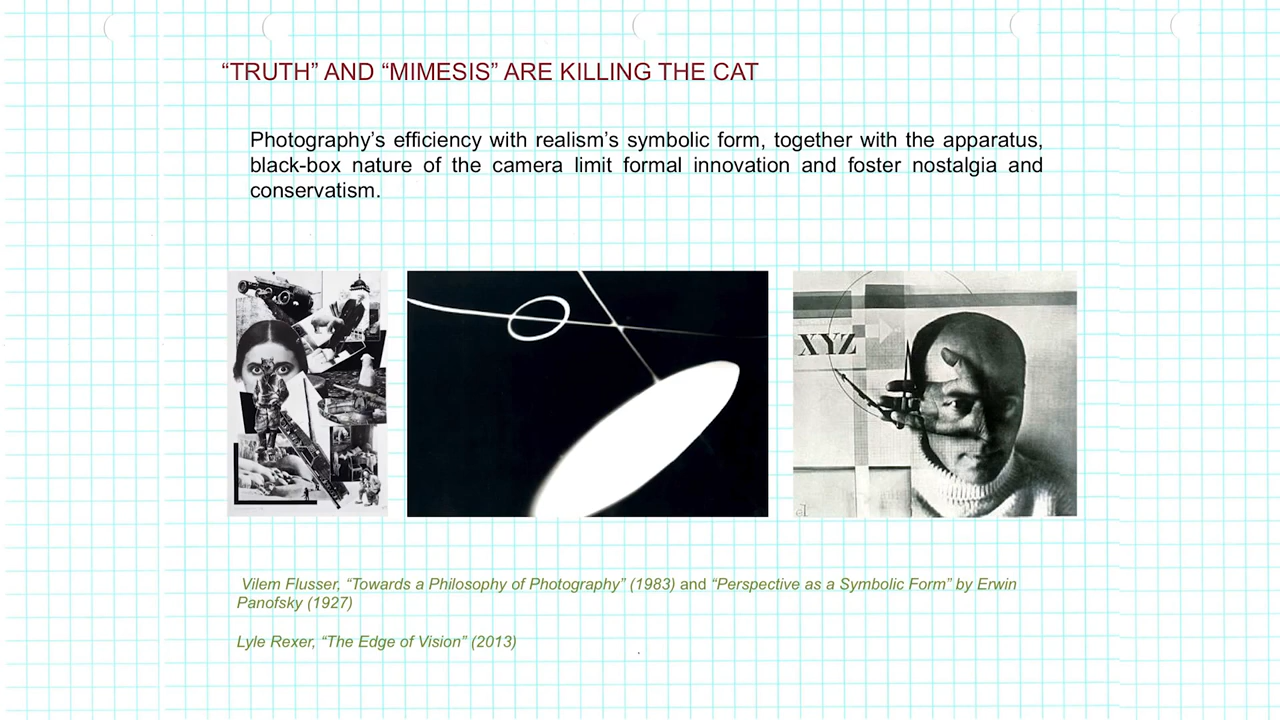 “TRUTH” AND “MIMESIS” ARE KILLING THE CAT
Photography’s efficiency with realism’s symbolic form, together with the apparatus,
black-box nature of the camera limit formal innovation and foster nostalgia and
conservatism.
XYZ
Vilem Flusser, “Towards a Philosophy of Photography” (1983) and “Perspective as a Symbolic Form” by Erwin
Panofsky (1927)
Lyle Rexer, “The Edge of Vision” (2013)